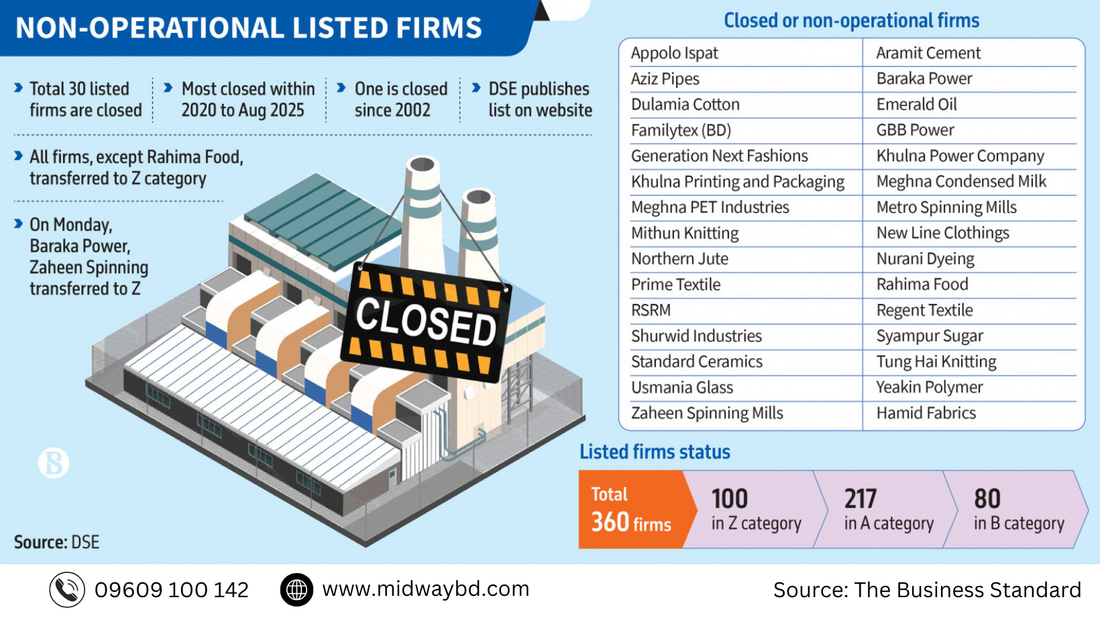 NON-OPERATIONAL LISTED FIRMS
Total 30 listed
firms are closed
Most closed within
2020 to Aug 2025
One is closed
since 2002
DSE publishes
list on website
All firms, except Rahima Food,
transferred to Z category
On Monday,
Baraka Power,
Zaheen Spinning
transferred to Z
CLOSED
B
Source: DSE
Closed or non-operational firms
Appolo Ispat
Aramit Cement
Aziz Pipes
Baraka Power
Dulamia Cotton
Emerald Oil
Familytex (BD)
GBB Power
Generation Next Fashions
Khulna Power Company
Khulna Printing and Packaging
Meghna Condensed Milk
Meghna PET Industries
Metro Spinning Mills
Mithun Knitting
New Line Clothings
Northern Jute
Nurani Dyeing
Prime Textile
Rahima Food
RSRM
Regent Textile
Shurwid Industries
Syampur Sugar
Standard Ceramics
Tung Hai Knitting
Usmania Glass
Yeakin Polymer
Zaheen Spinning Mills
Hamid Fabrics
Listed firms status
Total
360 firms
100
in Z category
217
in A category
80
in B category
09609 100 142
www.midwaybd.com
Source: The Business Standard